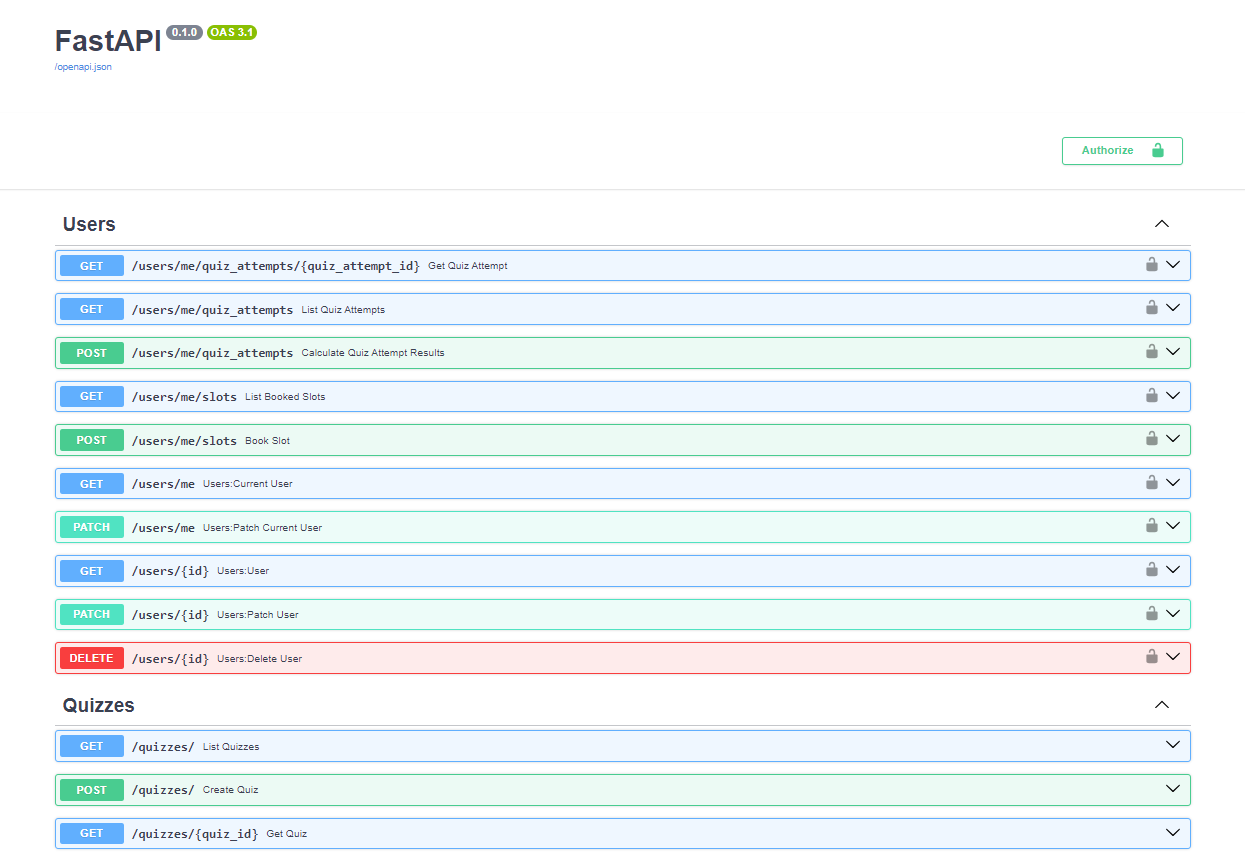 FastAPI 0.1.0 OAS 3.1
/openapi.json
Authorize
Users
GET /users/me/quiz_attempts/{quiz_attempt_id} Get Quiz Attempt
GET /users/me/quiz_attempts List Quiz Attempts
POST /users/me/quiz_attempts Calculate Quiz Attempt Results
GET /users/me/slots List Booked Slots
POST /users/me/slots Book Slot
GET /users/me Users:Current User
PATCH /users/me Users:Patch Current User
GET /users/{id} Users:User
PATCH /users/{id} Users:Patch User
DELETE /users/{id} Users:Delete User
Quizzes
GET /quizzes/ List Quizzes
POST /quizzes/ Create Quiz
GET /quizzes/{quiz_id} Get Quiz